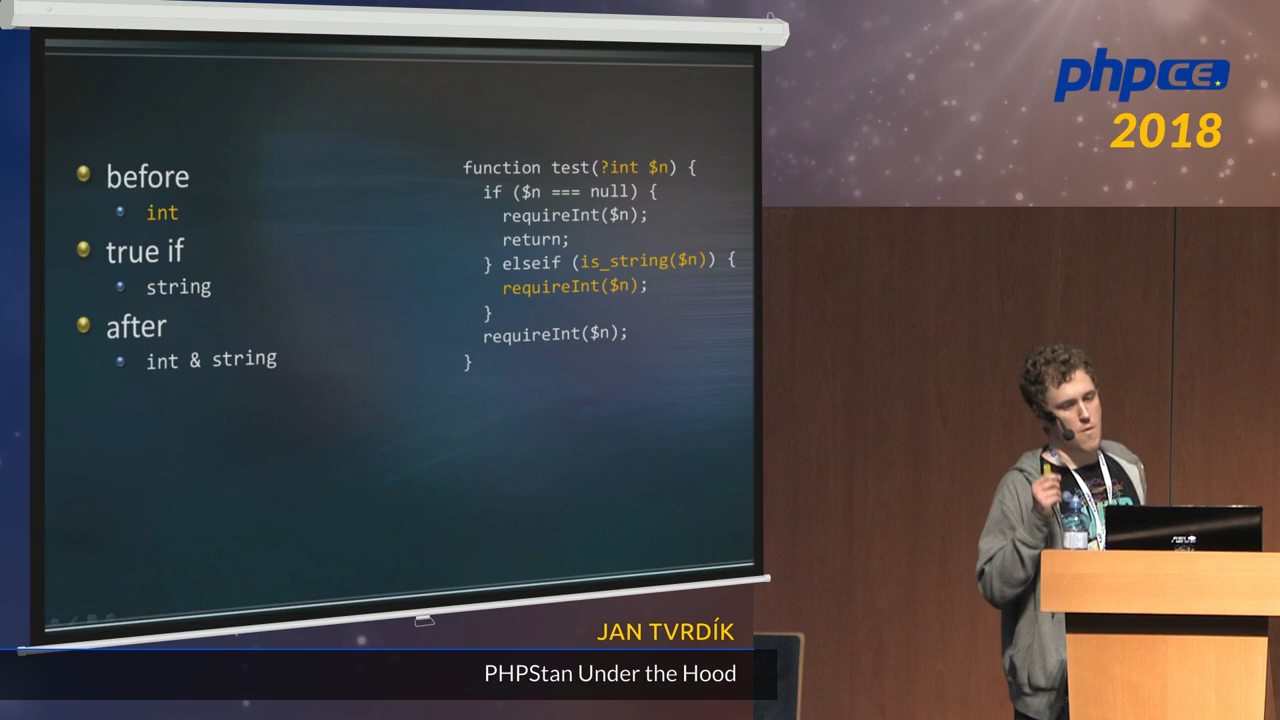 before
int
true if
string
after
int & string
function test(?int $n) {
if ($n === null) {
requireInt($n);
return;
} elseif (is_string($n)) {
requireInt($n);
}
requireInt($n);
}
phpce
2018
JAN TVRDÍK
PHPStan Under the Hood